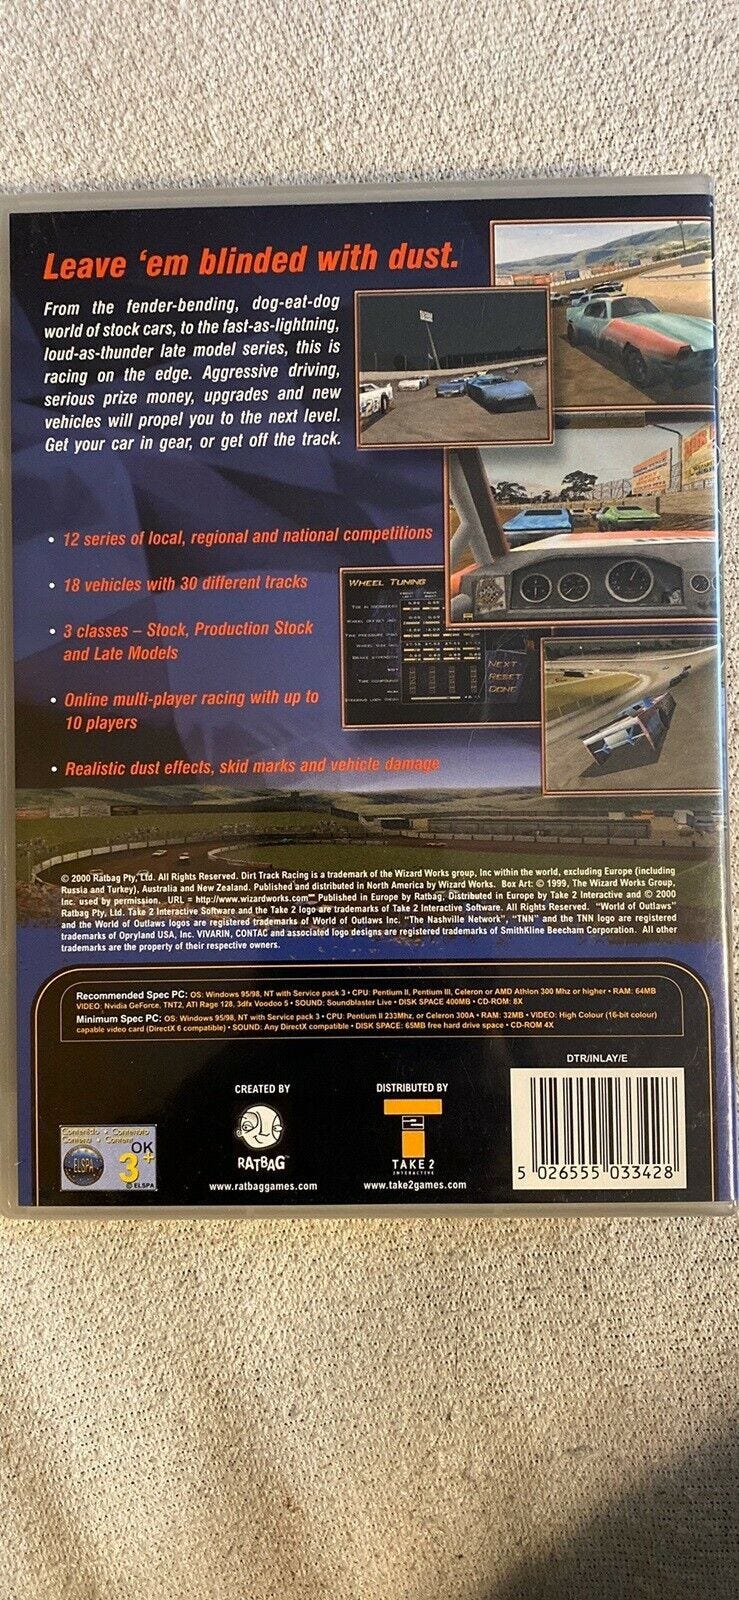 Leave 'em blinded with dust.
From the fender-bending, dog-eat-dog
world of stock cars, to the fast-as-lightning,
loud-as-thunder late model series, this is
racing on the edge. Aggressive driving,
serious prize money, upgrades and new
vehicles will propel you to the next level.
Get your car in gear, or get off the track.
• 12 series of local, regional and national competitions
• 18 vehicles with 30 different tracks
• 3 classes – Stock, Production Stock
and Late Models
• Online multi-player racing with up to
10 players
• Realistic dust effects, skid marks and vehicle damage
WHEEL TUNING
NEXT
RESET
DONE
© 2000 Ratbag Pty, Ltd. All Rights Reserved. Dirt Track Racing is a trademark of the Wizard Works group, Inc within the world, excluding Europe (including
Russia and Turkey), Australia and New Zealand. Published and distributed in North America by Wizard Works. Box Art: © 1999, The Wizard Works Group,
Inc. used by permission. URL = http://www.wizardworks.com Published in Europe by Ratbag, Distributed in Europe by Take 2 Interactive and © 2000
Ratbag Pty, Ltd. Take 2 Interactive Software and the Take 2 logo are trademarks of Take 2 Interactive Software. All Rights Reserved. "World of Outlaws"
and the World of Outlaws logos are registered trademarks of World of Outlaws Inc. "The Nashville Network", "TNN" and the TNN logo are registered
trademarks of Opryland USA, Inc. VIVARIN, CONTAC and associated logo designs are registered trademarks of SmithKline Beecham Corporation. All other
trademarks are the property of their respective owners.
Recommended Spec PC: OS: Windows 95/98, NT with Service pack 3 • CPU: Pentium II, Pentium III, Celeron or AMD Athlon 300 Mhz or higher • RAM: 64MB
VIDEO: Nvidia GeForce, TNT2, ATI Rage 128, 3dfx Voodoo 5 • SOUND: Soundblaster Live • DISK SPACE 400MB • CD-ROM: 8X
Minimum Spec PC: OS: Windows 95/98, NT with Service pack 3 • CPU: Pentium II 233Mhz, or Celeron 300A • RAM: 32MB • VIDEO: High Colour (16-bit colour)
capable video card (DirectX 6 compatible) • SOUND: Any DirectX compatible • DISK SPACE: 65MB free hard drive space • CD-ROM 4X
DTR/INLAY/E
CREATED BY
RATBAG
www.ratbaggames.com
DISTRIBUTED BY
2
TAKE 2
INTERACTIVE
www.take2games.com
Contenido • Contenuto
Contenu • Content
ELSPA
OK
3+
© ELSPA
5 026555 033428